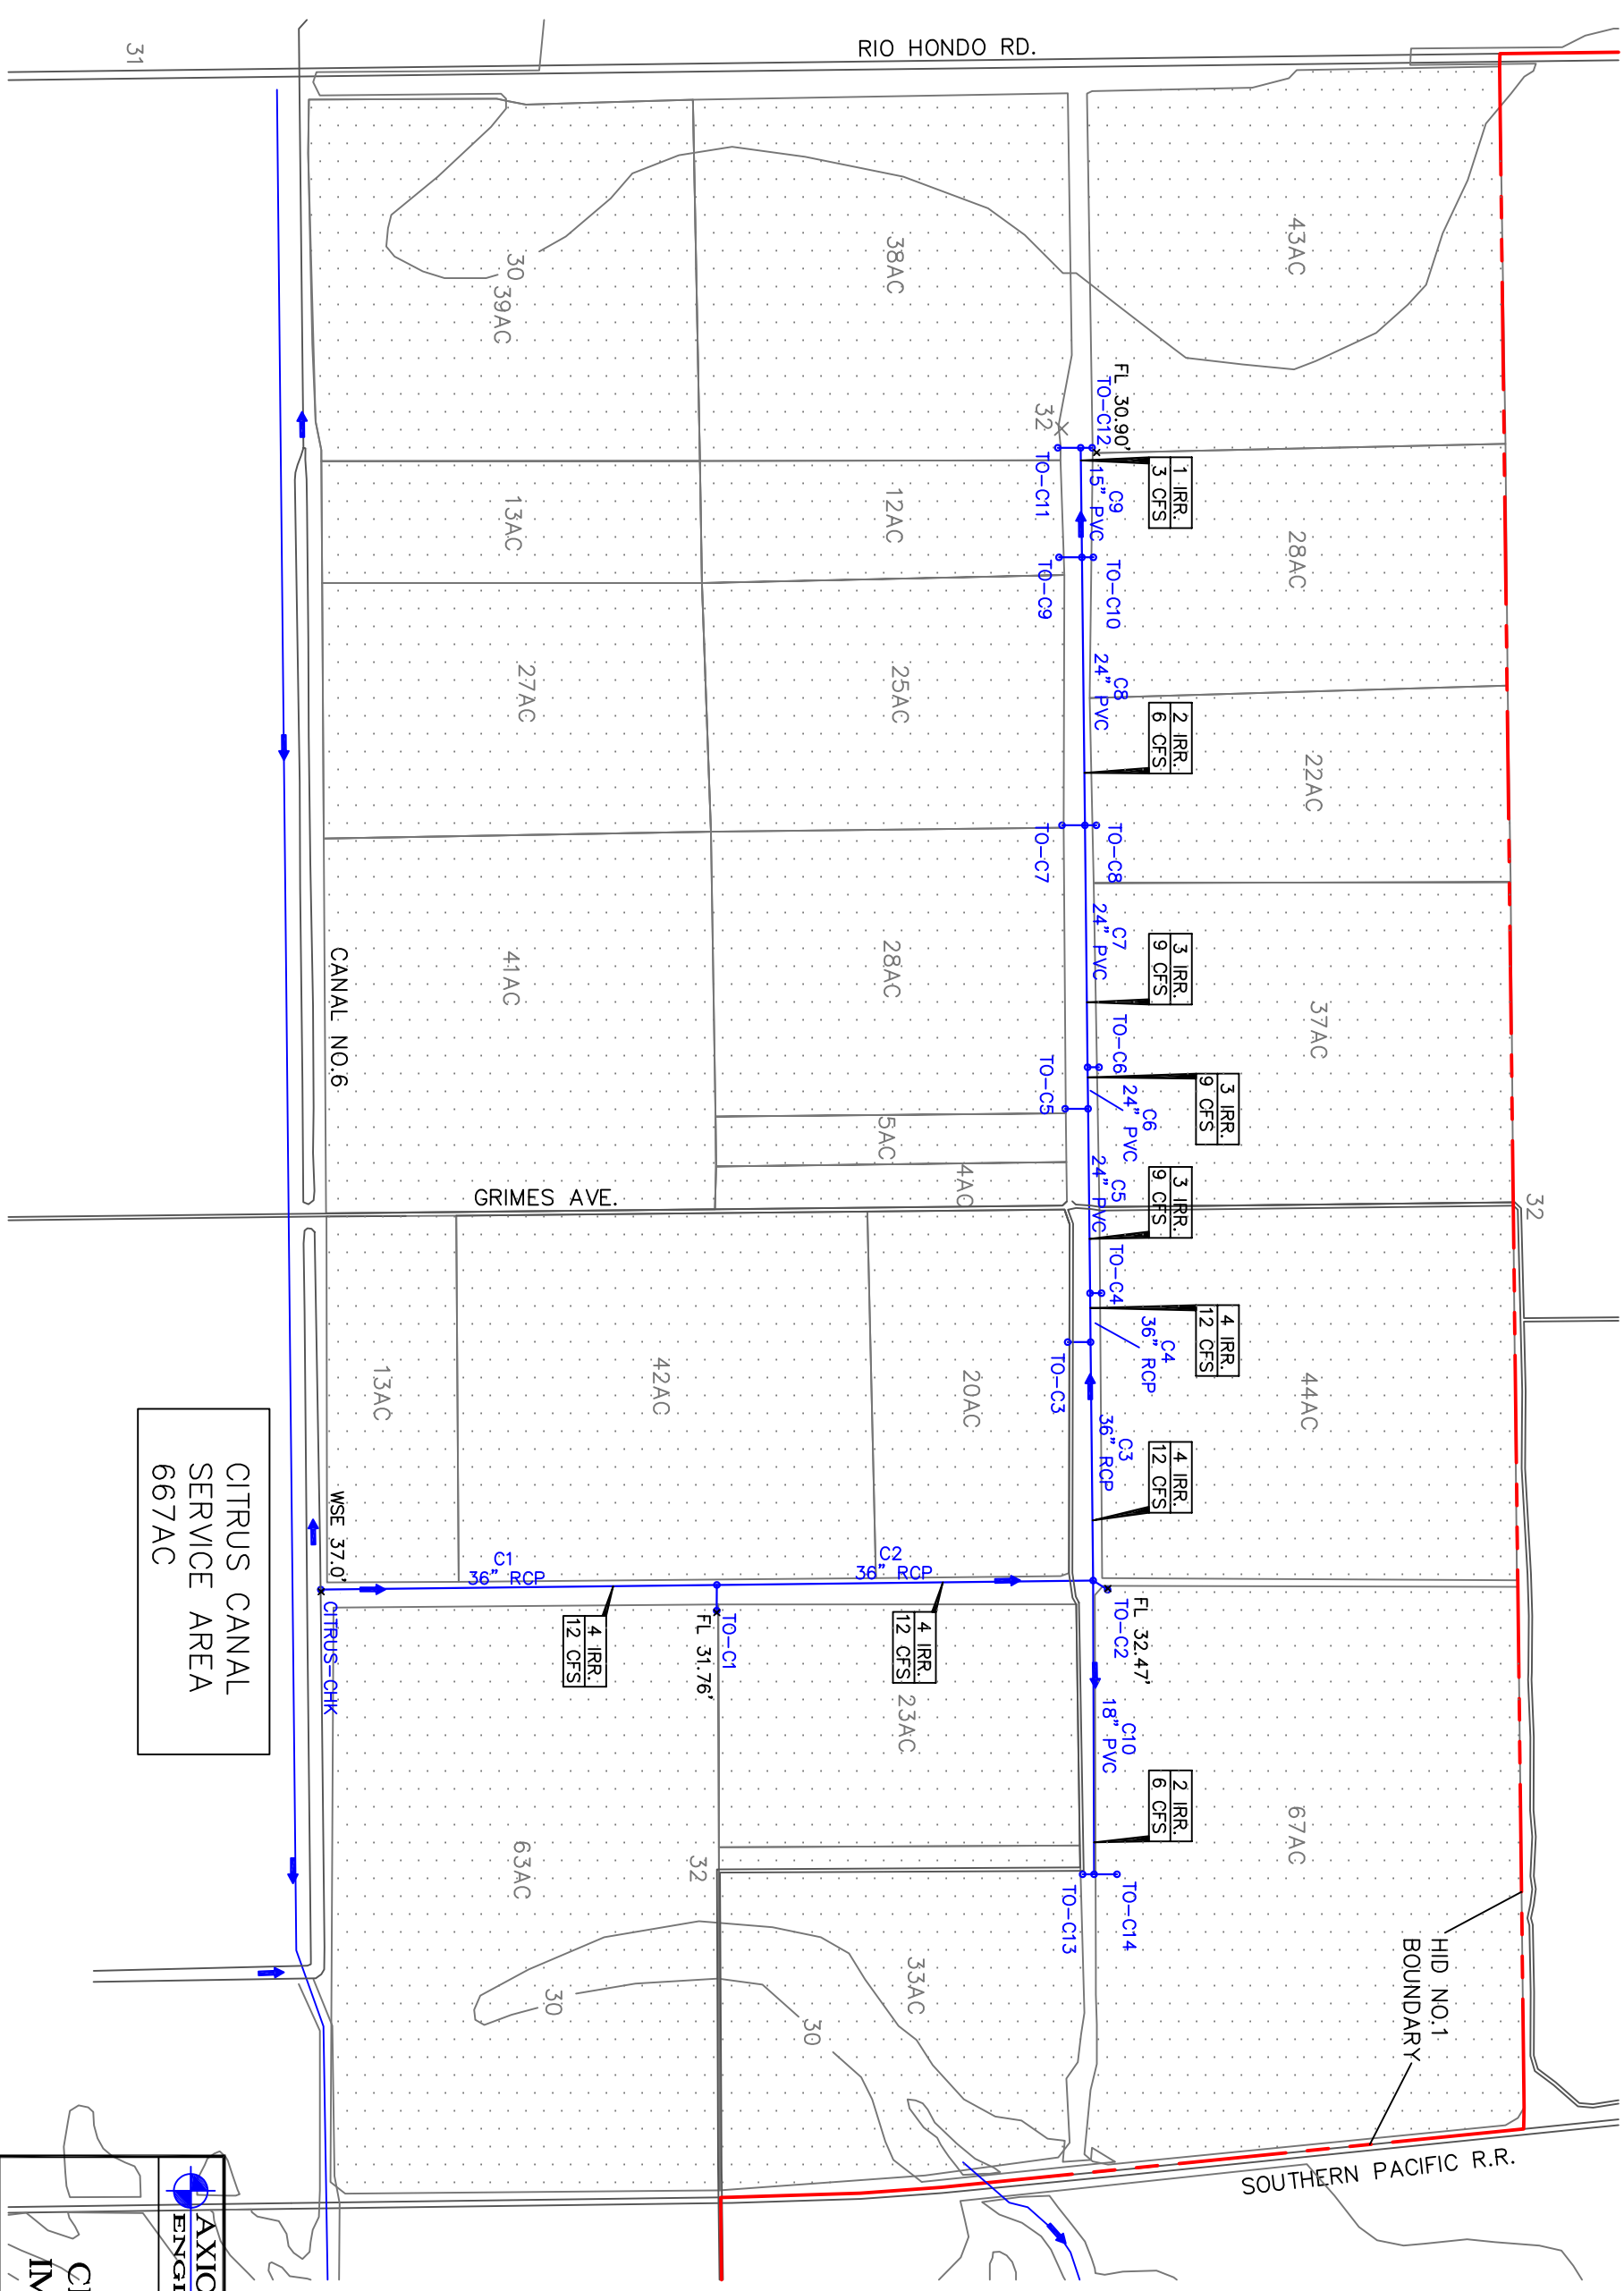 31
RIO HONDO RD.
43AC
38AC
30
39AC
32
FL 30.90'
TO-C12
TO-C11
C9
15" PVC
1 IRR.
3 CFS
13AC
12AC
28AC
TO-C10
TO-C9
C8
24" PVC
2 IRR.
6 CFS
27AC
25AC
22AC
TO-C8
TO-C7
C7
24" PVC
3 IRR.
9 CFS
41AC
28AC
37AC
CANAL NO.6
TO-C6
TO-C5
3 IRR.
9 CFS
C6
24" PVC
5AC
4AC
C5
24" PVC
3 IRR.
9 CFS
GRIMES AVE.
32
TO-C4
4 IRR.
12 CFS
C4
36" RCP
TO-C3
13AC
42AC
20AC
44AC
C3
36" RCP
4 IRR.
12 CFS
WSE 37.0'
C1
36" RCP
C2
36" RCP
CITRUS-CHK
4 IRR.
12 CFS
TO-C1
FL 31.76'
4 IRR.
12 CFS
FL 32.47'
TO-C2
C10
18" PVC
2 IRR.
6 CFS
23AC
67AC
63AC
32
TO-C14
TO-C13
33AC
30
30
HID NO.1
BOUNDARY
CITRUS CANAL
SERVICE AREA
667AC
SOUTHERN PACIFIC R.R.